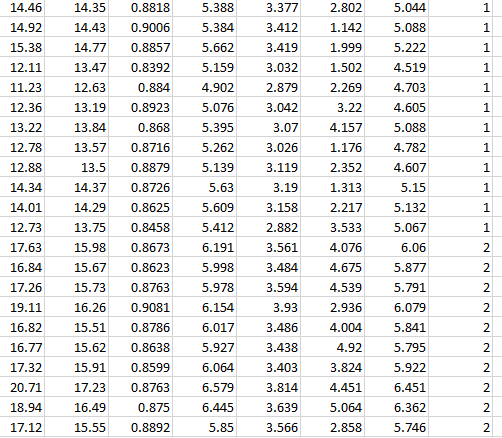 14.46 14.35 0.8818 5.388 3.377 2.802 5.044 1
14.92 14.43 0.9006 5.384 3.412 1.142 5.088 1
15.38 14.77 0.8857 5.662 3.419 1.999 5.222 1
12.11 13.47 0.8392 5.159 3.032 1.502 4.519 1
11.23 12.63 0.884 4.902 2.879 2.269 4.703 1
12.36 13.19 0.8923 5.076 3.042 3.22 4.605 1
13.22 13.84 0.868 5.395 3.07 4.157 5.088 1
12.78 13.57 0.8716 5.262 3.026 1.176 4.782 1
12.88 13.5 0.8879 5.139 3.119 2.352 4.607 1
14.34 14.37 0.8726 5.63 3.19 1.313 5.15 1
14.01 14.29 0.8625 5.609 3.158 2.217 5.132 1
12.73 13.75 0.8458 5.412 2.882 3.533 5.067 1
17.63 15.98 0.8673 6.191 3.561 4.076 6.06 2
16.84 15.67 0.8623 5.998 3.484 4.675 5.877 2
17.26 15.73 0.8763 5.978 3.594 4.539 5.791 2
19.11 16.26 0.9081 6.154 3.93 2.936 6.079 2
16.82 15.51 0.8786 6.017 3.486 4.004 5.841 2
16.77 15.62 0.8638 5.927 3.438 4.92 5.795 2
17.32 15.91 0.8599 6.064 3.403 3.824 5.922 2
20.71 17.23 0.8763 6.579 3.814 4.451 6.451 2
18.94 16.49 0.875 6.445 3.639 5.064 6.362 2
17.12 15.55 0.8892 5.85 3.566 2.858 5.746 2